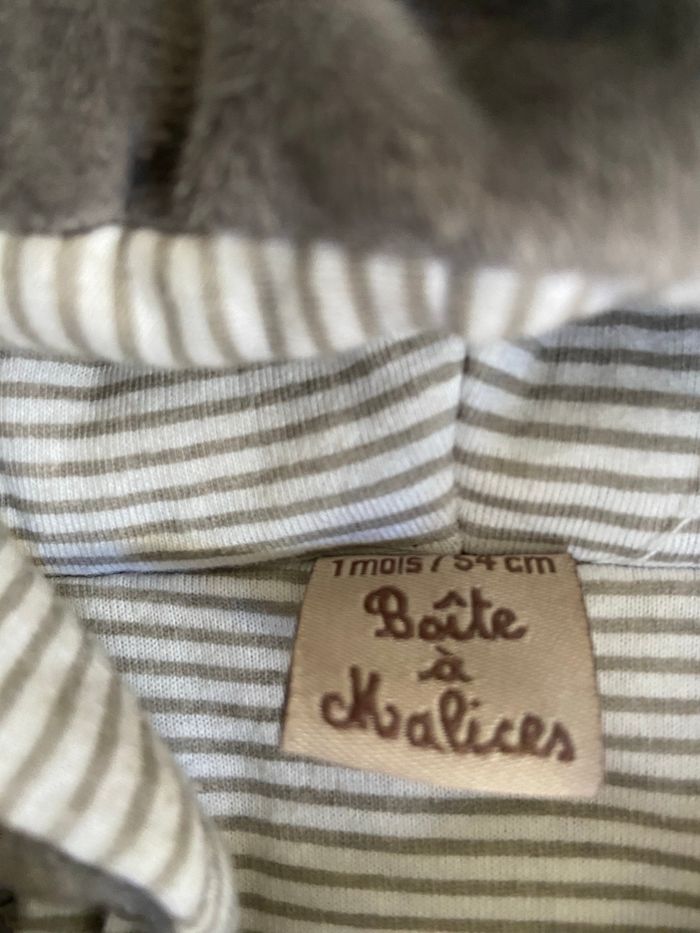 1 mois / 54 cm
Boîte
à
Malices